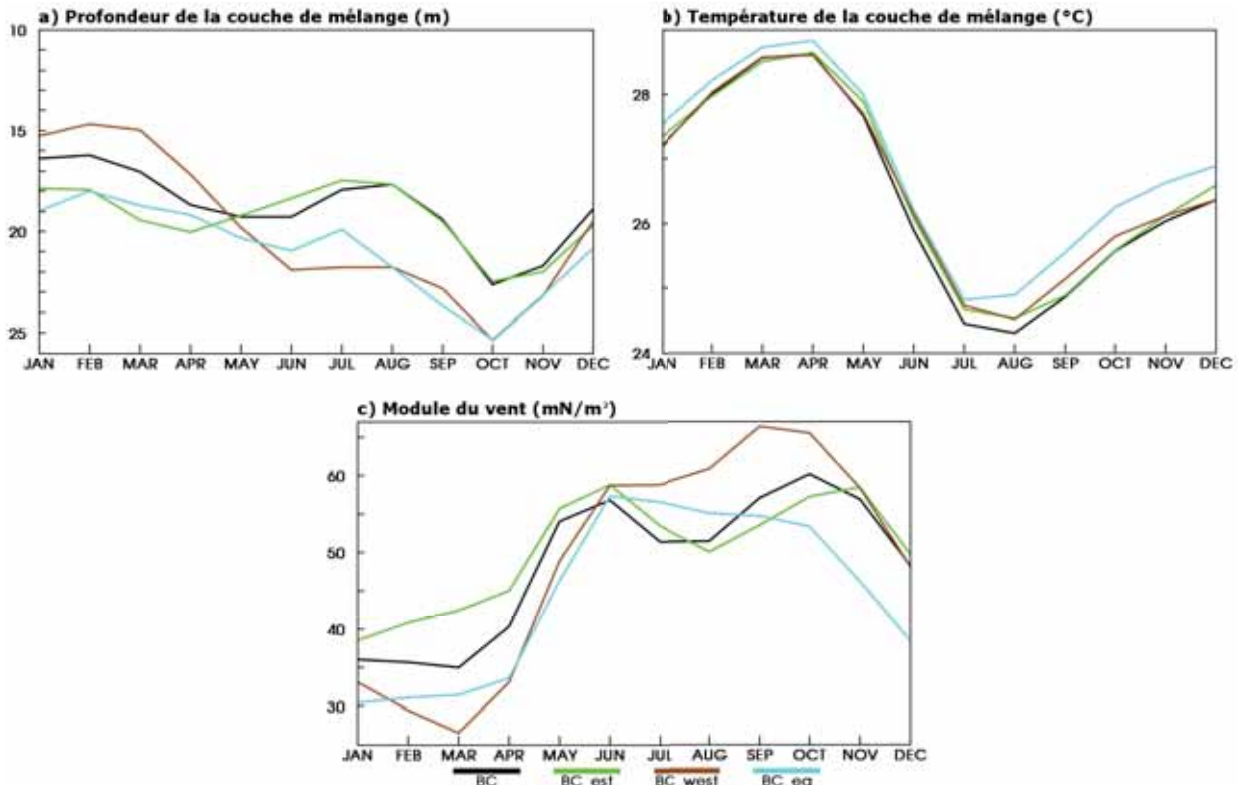 a) Profondeur de la couche de mélange (m)
10
15
20
25
JAN FEB MAR APR MAY JUN JUL AUG SEP OCT NOV DEC
b) Température de la couche de mélange (°C)
28
26
24
JAN FEB MAR APR MAY JUN JUL AUG SEP OCT NOV DEC
c) Module du vent (mN/m²)
60
50
40
30
JAN FEB MAR APR MAY JUN JUL AUG SEP OCT NOV DEC
BC BC_est BC_west BC_eq